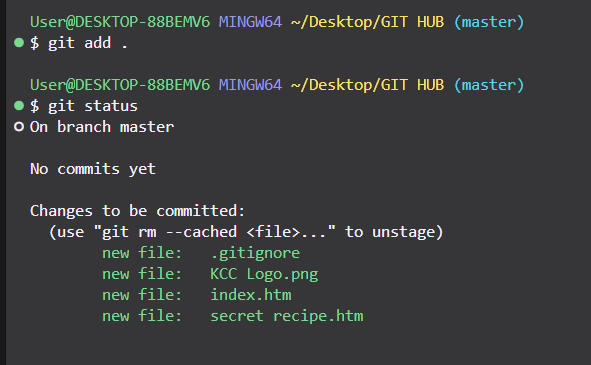 User@DESKTOP-88BEMV6 MINGW64 ~/Desktop/GIT HUB (master)
$ git add .
User@DESKTOP-88BEMV6 MINGW64 ~/Desktop/GIT HUB (master)
$ git status
On branch master
No commits yet
Changes to be committed:
(use "git rm --cached <file>..." to unstage)
new file: .gitignore
new file: KCC Logo.png
new file: index.htm
new file: secret recipe.htm